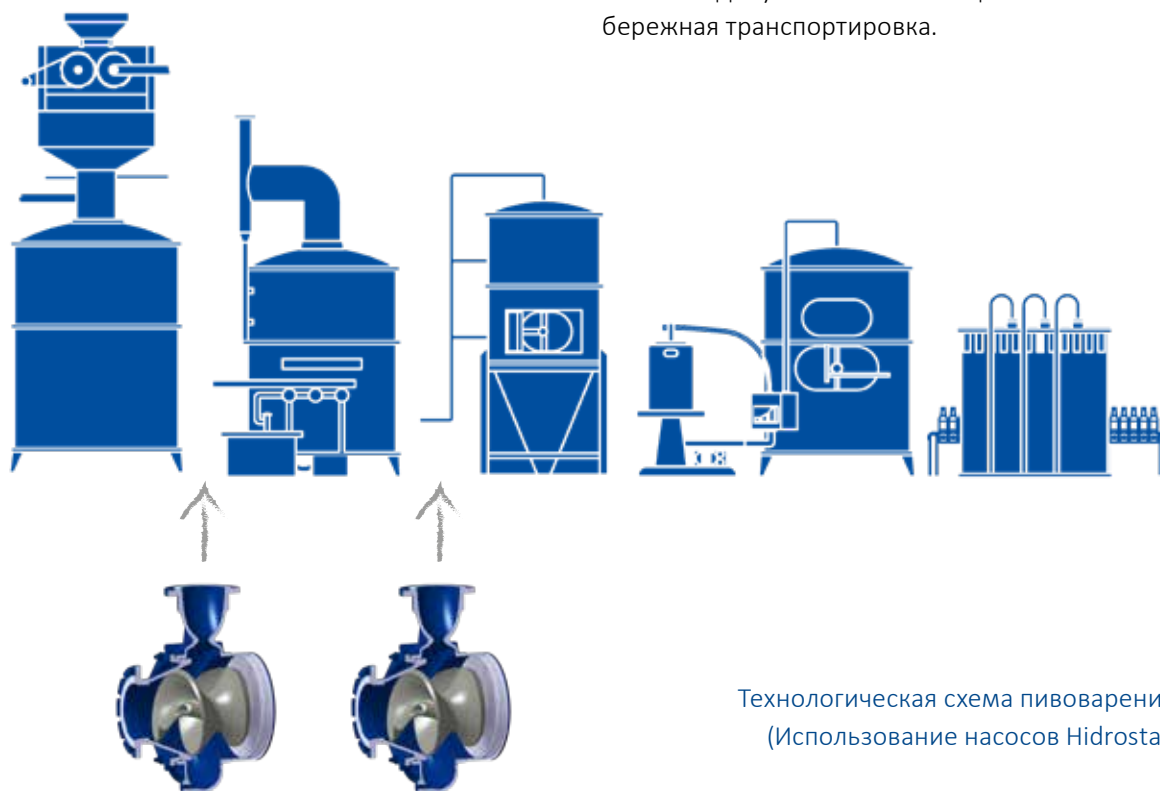 бережная транспортировка.
Технологическая схема пивоварени
(Использование насосов Hidrosta